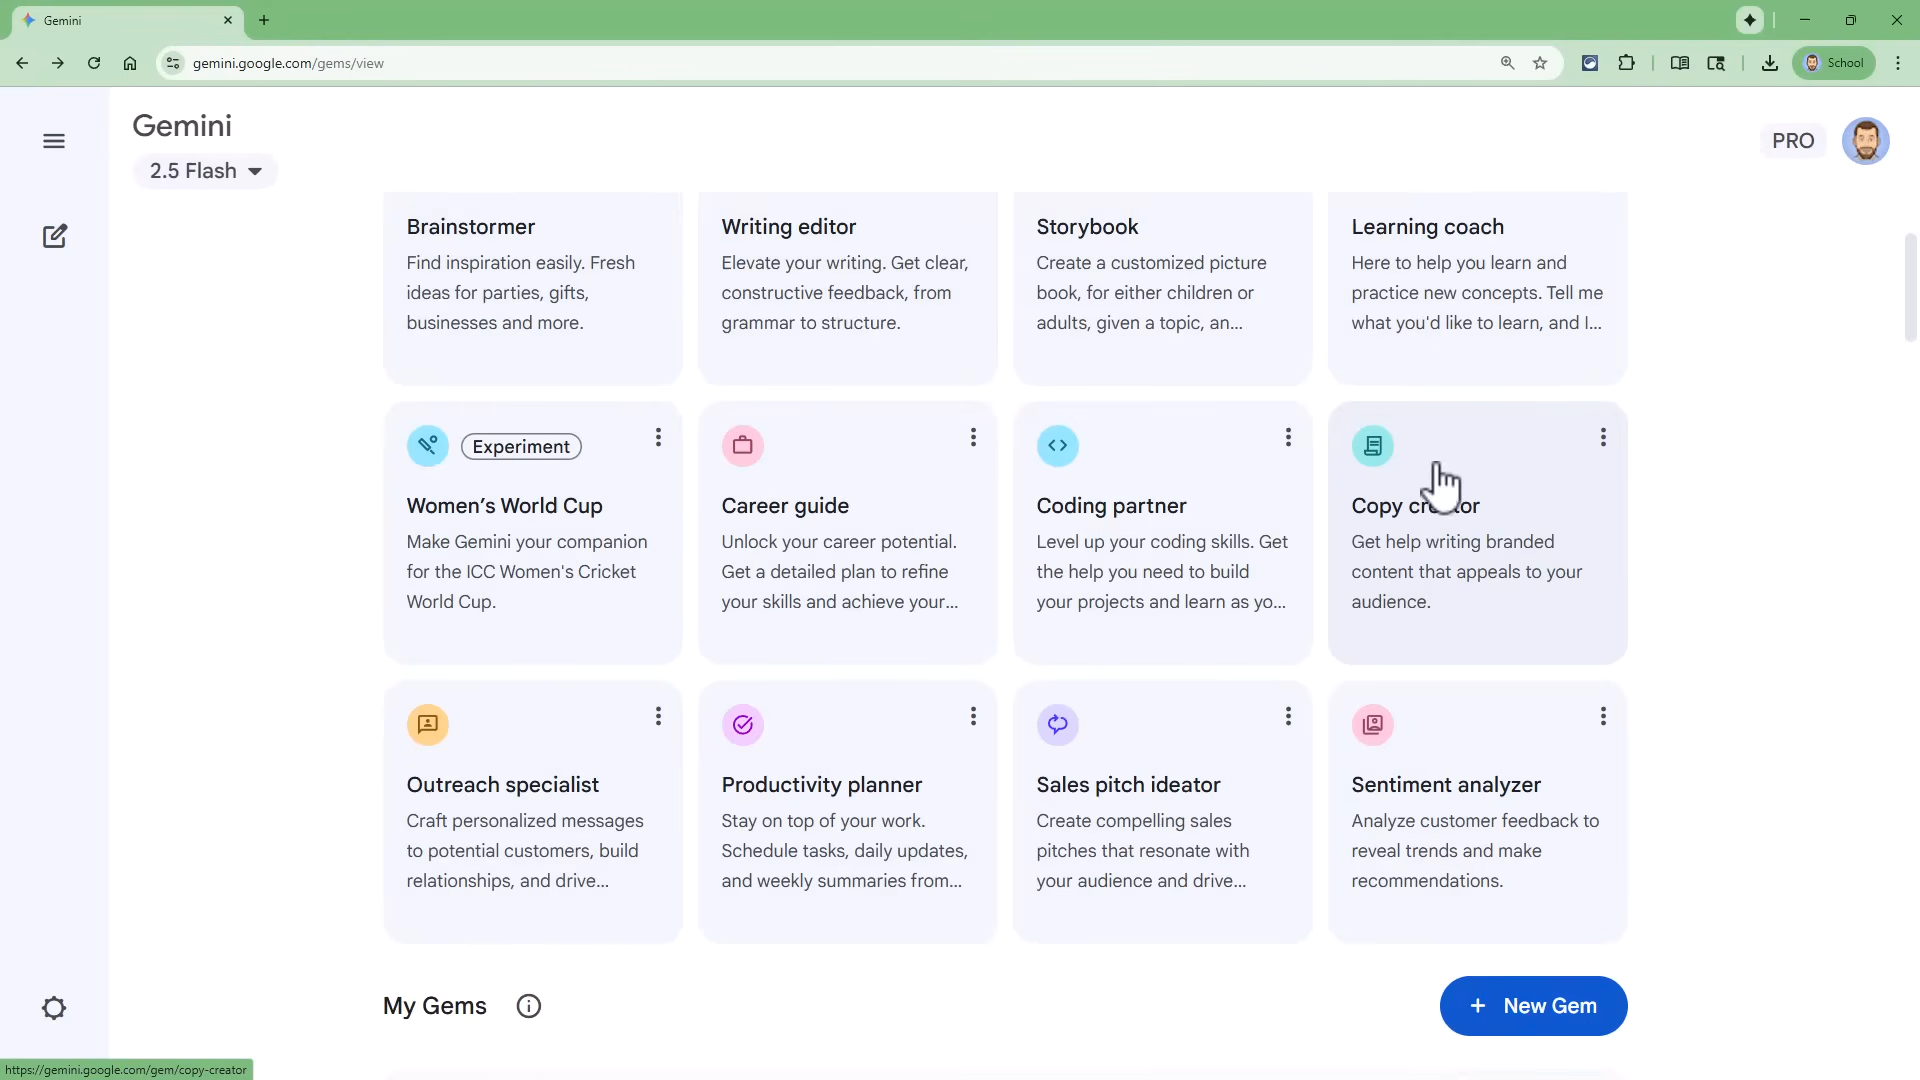 Gemini
gemini.google.com/gems/view
School
Gemini
2.5 Flash
PRO
Brainstormer
Find inspiration easily. Fresh
ideas for parties, gifts,
businesses and more.
Writing editor
Elevate your writing. Get clear,
constructive feedback, from
grammar to structure.
Storybook
Create a customized picture
book, for either children or
adults, given a topic, an...
Learning coach
Here to help you learn and
practice new concepts. Tell me
what you'd like to learn, and I...
Experiment
Women’s World Cup
Make Gemini your companion
for the ICC Women's Cricket
World Cup.
Career guide
Unlock your career potential.
Get a detailed plan to refine
your skills and achieve your...
Coding partner
Level up your coding skills. Get
the help you need to build
your projects and learn as yo...
Copy creator
Get help writing branded
content that appeals to your
audience.
Outreach specialist
Craft personalized messages
to potential customers, build
relationships, and drive...
Productivity planner
Stay on top of your work.
Schedule tasks, daily updates,
and weekly summaries from...
Sales pitch ideator
Create compelling sales
pitches that resonate with
your audience and drive...
Sentiment analyzer
Analyze customer feedback to
reveal trends and make
recommendations.
My Gems
+ New Gem
https://gemini.google.com/gem/copy-creator